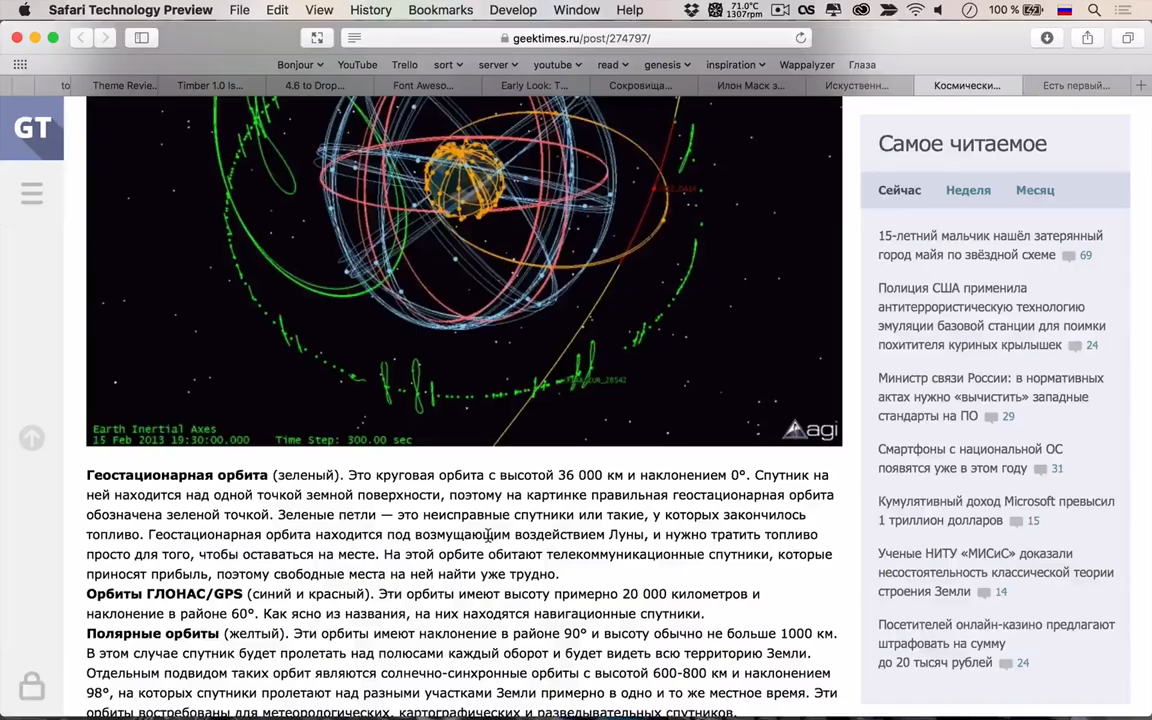 Safari Technology Preview File Edit View History Bookmarks Develop Window Help 71.0°C 1307rpm 100 %
geektimes.ru/post/274797/
Bonjour YouTube Trello sort server youtube read genesis inspiration Wappalyzer Глаза
to Theme Revie... Timber 1.0 Is... 4.6 to Drop... Font Aweso... Early Look: T... Сокровища... Илон Маск з... Искуственн... Космически... Есть первый...
GT
Earth Inertial Axes
15 Feb 2013 19:30:00.000 Time Step: 300.00 sec
agi
Геостационарная орбита (зеленый). Это круговая орбита с высотой 36 000 км и наклонением 0°. Спутник на
ней находится над одной точкой земной поверхности, поэтому на картинке правильная геостационарная орбита
обозначена зеленой точкой. Зеленые петли — это неисправные спутники или такие, у которых закончилось
топливо. Геостационарная орбита находится под возмущающим воздействием Луны, и нужно тратить топливо
просто для того, чтобы оставаться на месте. На этой орбите обитают телекоммуникационные спутники, которые
приносят прибыль, поэтому свободные места на ней найти уже трудно.
Орбиты ГЛОНАС/GPS (синий и красный). Эти орбиты имеют высоту примерно 20 000 километров и
наклонение в районе 60°. Как ясно из названия, на них находятся навигационные спутники.
Полярные орбиты (желтый). Эти орбиты имеют наклонение в районе 90° и высоту обычно не больше 1000 км.
В этом случае спутник будет пролетать над полюсами каждый оборот и будет видеть всю территорию Земли.
Отдельным подвидом таких орбит являются солнечно-синхронные орбиты с высотой 600-800 км и наклонением
98°, на которых спутники пролетают над разными участками Земли примерно в одно и то же местное время. Эти
орбиты востребованы для метеорологических, картографических и разведывательных спутников.
Самое читаемое
Сейчас Неделя Месяц
15-летний мальчик нашёл затерянный
город майя по звёздной схеме 69
Полиция США применила
антитеррористическую технологию
эмуляции базовой станции для поимки
похитителя куриных крылышек 24
Министр связи России: в нормативных
актах нужно «вычистить» западные
стандарты на ПО 29
Смартфоны с национальной ОС
появятся уже в этом году 31
Кумулятивный доход Microsoft превысил
1 триллион долларов 15
Ученые НИТУ «МИСиС» доказали
несостоятельность классической теории
строения Земли 14
Посетителей онлайн-казино предлагают
штрафовать на сумму
до 20 тысяч рублей 24